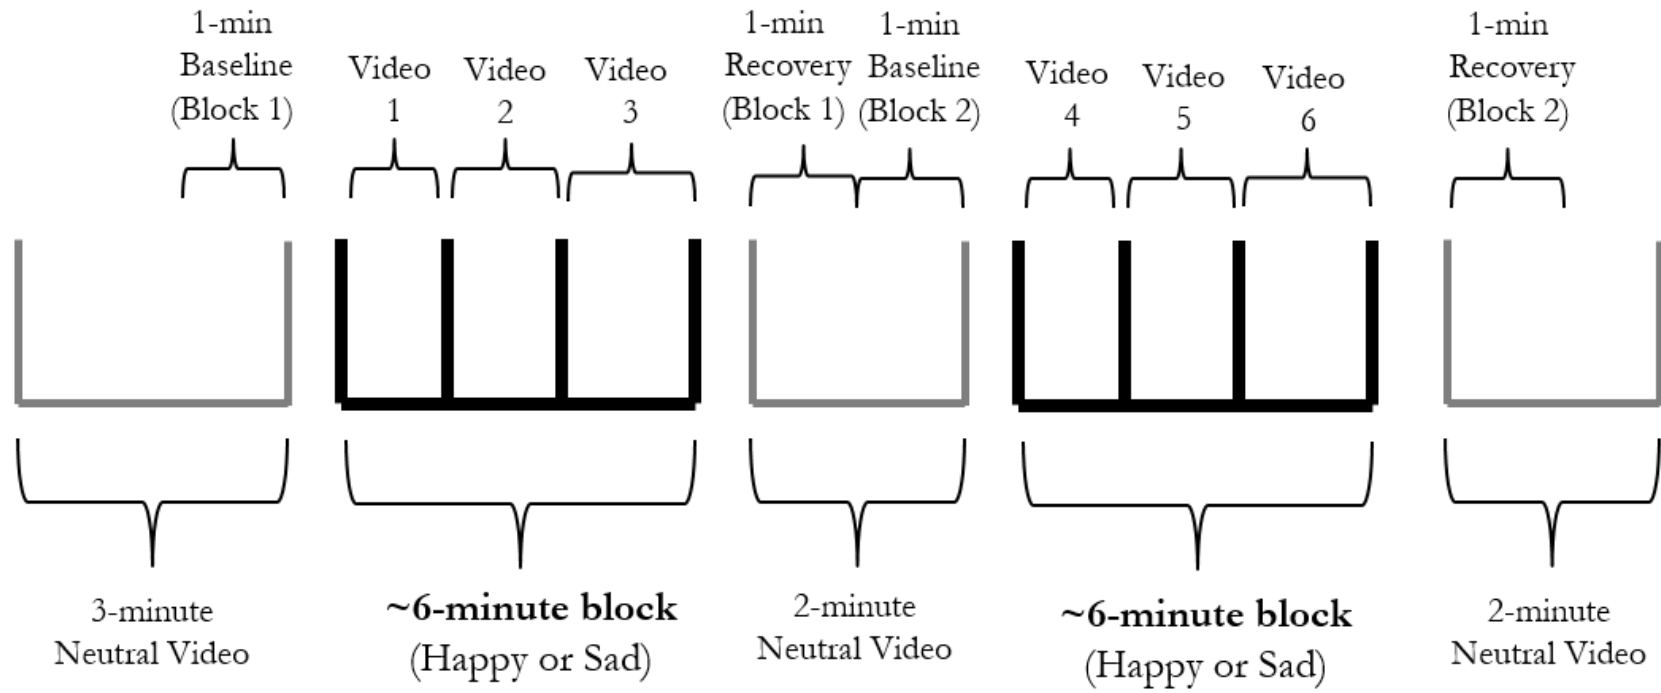 1-min
Baseline
(Block 1)
Video
1
Video
2
Video
3
1-min
Recovery
(Block 1)
1-min
Baseline
(Block 2)
Video
4
Video
5
Video
6
1-min
Recovery
(Block 2)
3-minute
Neutral Video
~6-minute block
(Happy or Sad)
2-minute
Neutral Video
~6-minute block
(Happy or Sad)
2-minute
Neutral Video